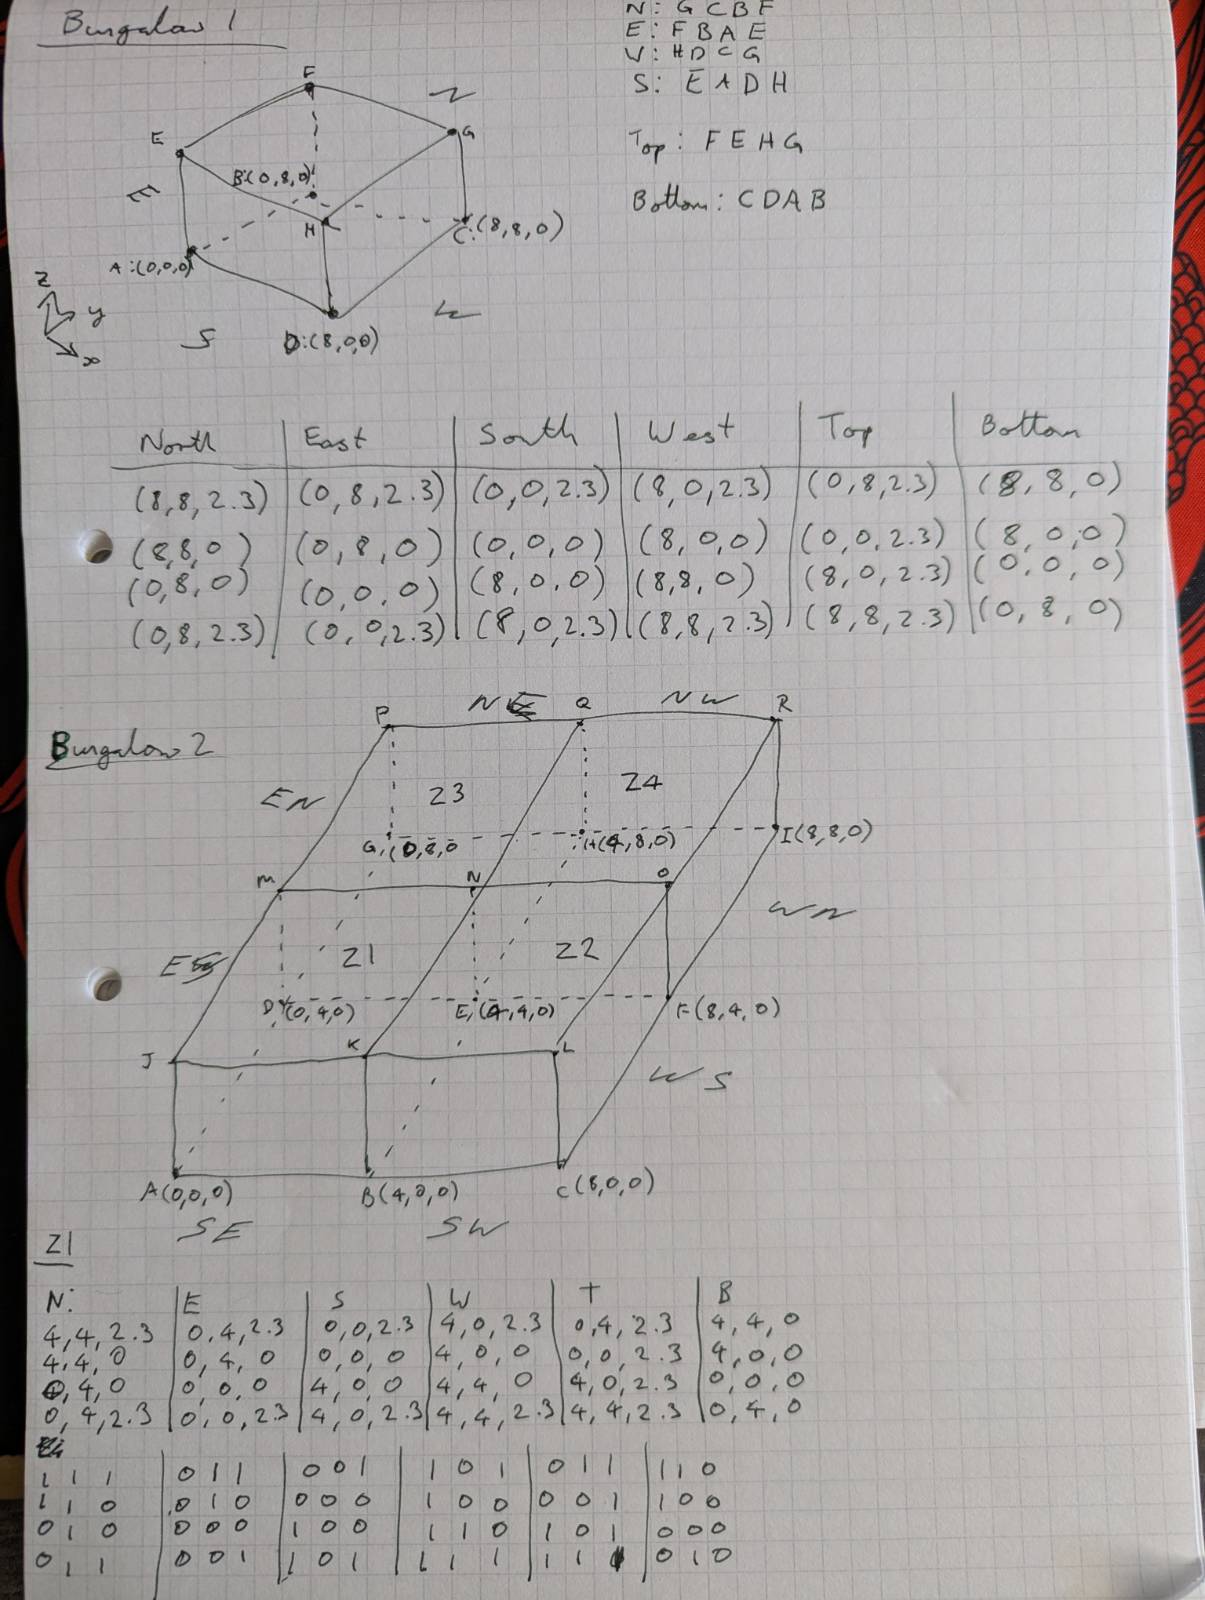 Bungalow 1
N: G C B F
E: F B A E
W: H D C G
S: E A D H
Top: F E H G
Bottom: C D A B
F
N
E
G
B:(0,8,0)
E
H
C:(8,8,0)
A:(0,0,0)
z
y
x
S
D:(8,0,0)
W
North East South West Top Bottom
(8,8,2.3) (0,8,2.3) (0,0,2.3) (8,0,2.3) (0,8,2.3) (8,8,0)
(8,8,0) (0,8,0) (0,0,0) (8,0,0) (0,0,2.3) (8,0,0)
(0,8,0) (0,0,0) (8,0,0) (8,8,0) (8,0,2.3) (0,0,0)
(0,8,2.3) (0,0,2.3) (8,0,2.3) (8,8,2.3) (8,8,2.3) (0,8,0)
Bungalow 2
P NE Q NW R
EN Z3 Z4
G,(0,8,0 H(4,8,0) I(8,8,0)
M N O
WN
ES Z1 Z2
D,(0,4,0) E,(4,4,0) F(8,4,0)
J K L
WS
A(0,0,0) B(4,0,0) C(8,0,0)
SE SW
Z1
N: E S W T B
4,4,2.3 0,4,2.3 0,0,2.3 4,0,2.3 0,4,2.3 4,4,0
4,4,0 0,4,0 0,0,0 4,0,0 0,0,2.3 4,0,0
0,4,0 0,0,0 4,0,0 4,4,0 4,0,2.3 0,0,0
0,4,2.3 0,0,2.3 4,0,2.3 4,4,2.3 4,4,2.3 0,4,0
1 1 1 0 1 1 0 0 1 1 0 1 0 1 1 1 1 0
1 1 0 0 1 0 0 0 0 1 0 0 0 0 1 1 0 0
0 1 0 0 0 0 1 0 0 1 1 0 1 0 1 0 0 0
0 1 1 0 0 1 1 0 1 1 1 1 1 1 1 0 1 0